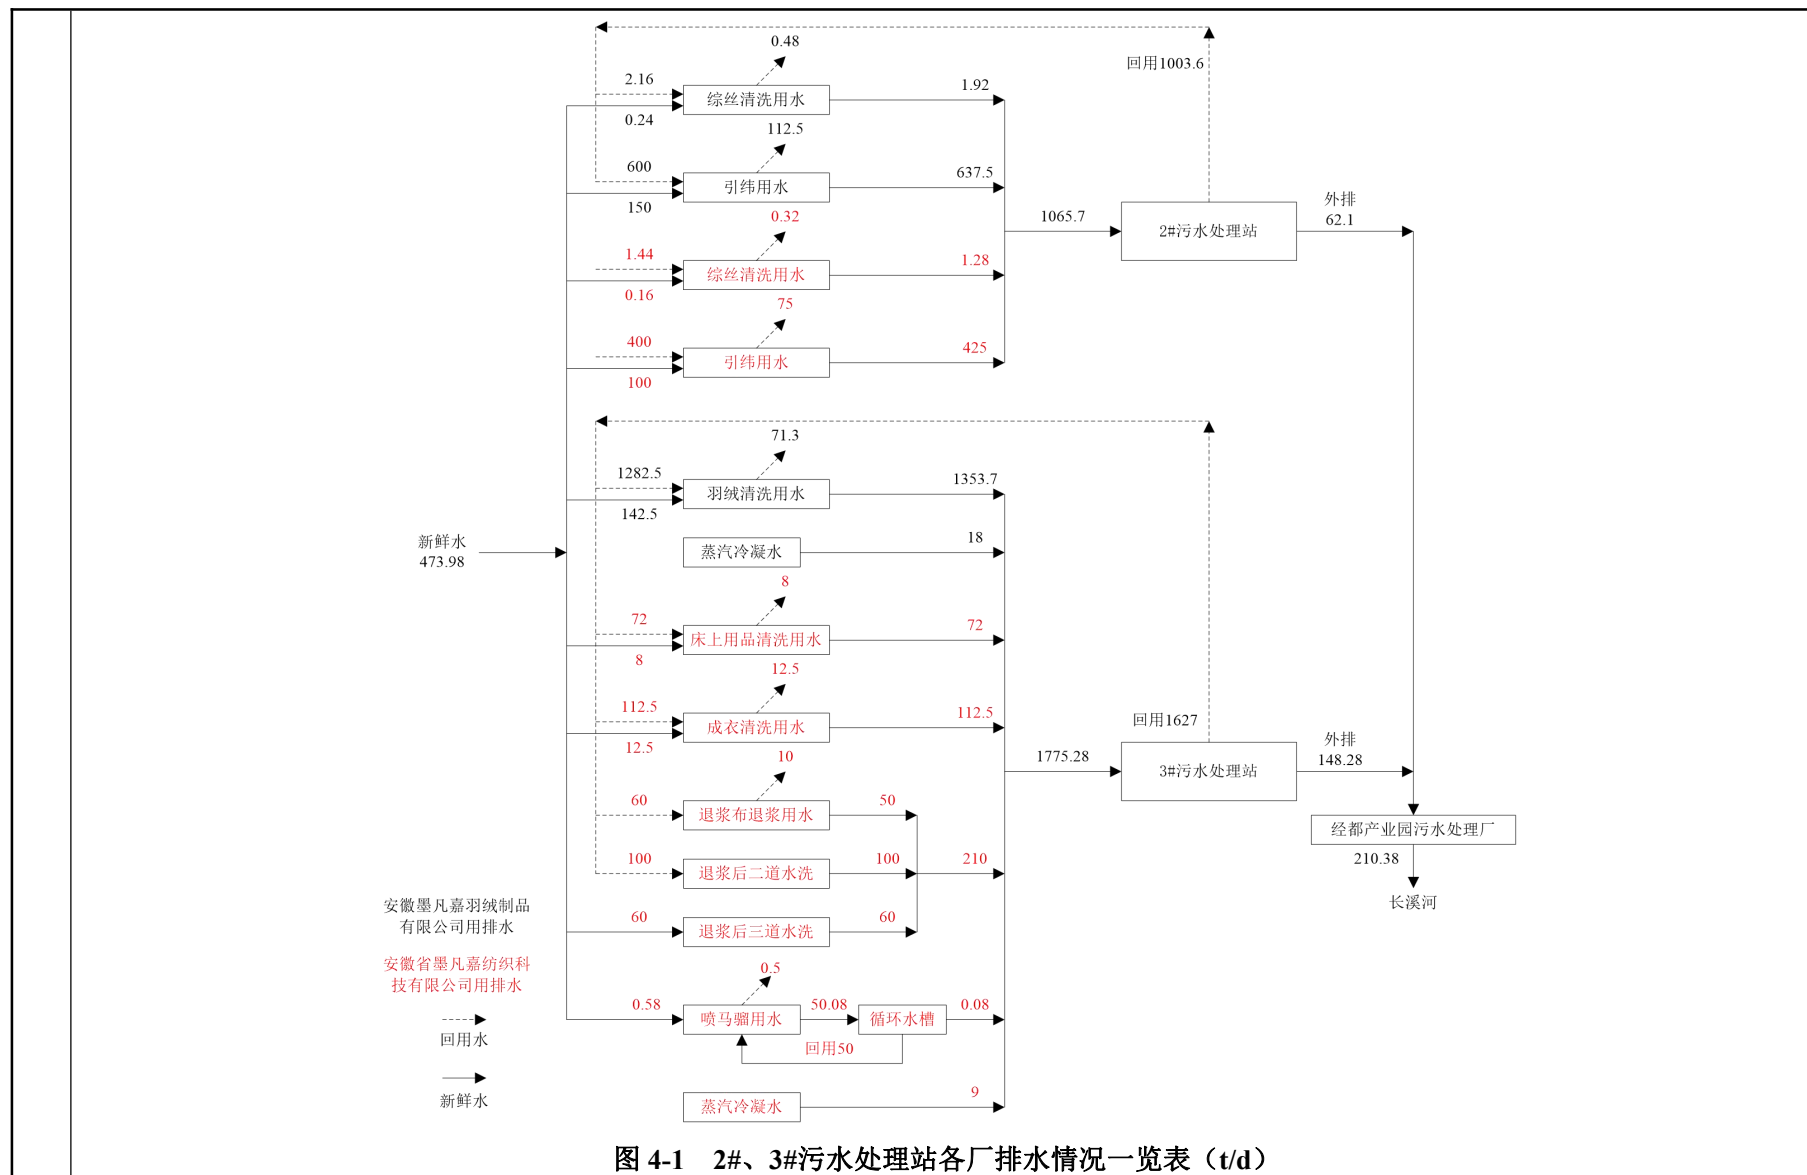 0.48
回用1003.6
2.16
综丝清洗用水
1.92
0.24
112.5
600
引纬用水
637.5
150
0.32
1065.7
2#污水处理站
外排
62.1
1.44
综丝清洗用水
1.28
0.16
75
400
引纬用水
425
100
71.3
1282.5
羽绒清洗用水
1353.7
142.5
新鲜水
473.98
蒸汽冷凝水
18
8
72
床上用品清洗用水
72
8
12.5
112.5
成衣清洗用水
112.5
12.5
回用1627
10
1775.28
3#污水处理站
外排
148.28
60
退浆布退浆用水
50
经都产业园污水处理厂
100
退浆后二道水洗
100
210
210.38
长溪河
安徽墨凡嘉羽绒制品
有限公司用排水
60
退浆后三道水洗
60
安徽省墨凡嘉纺织科
技有限公司用排水
0.5
0.58
喷马骝用水
50.08
循环水槽
0.08
回用50
回用水
新鲜水
蒸汽冷凝水
9
图 4-1 2#、3#污水处理站各厂排水情况一览表（t/d）